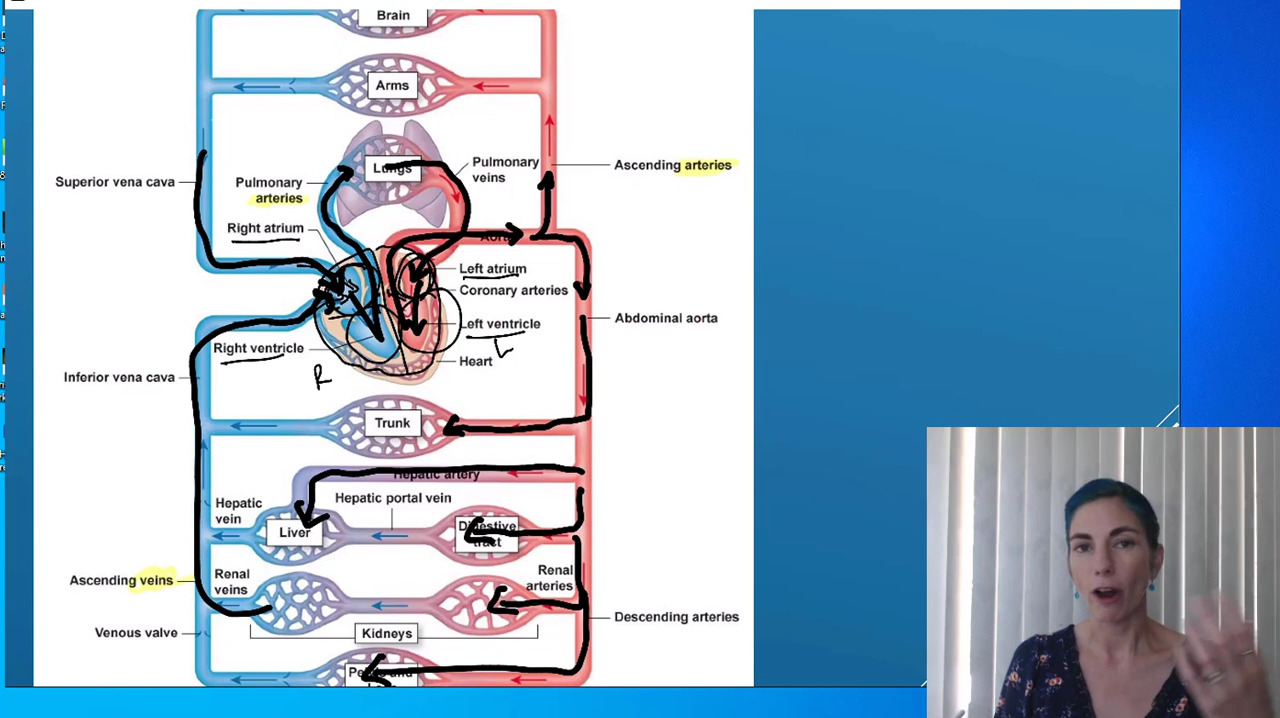 Brain
Arms
Lungs
Pulmonary
veins
Ascending arteries
Superior vena cava
Pulmonary
arteries
Right atrium
Aorta
Left atrium
Coronary arteries
Left ventricle
Abdominal aorta
Right ventricle
L
Heart
R
Inferior vena cava
Trunk
Hepatic artery
Hepatic portal vein
Hepatic
vein
Liver
Digestive
tract
Ascending veins
Renal
veins
Renal
arteries
Descending arteries
Venous valve
Kidneys